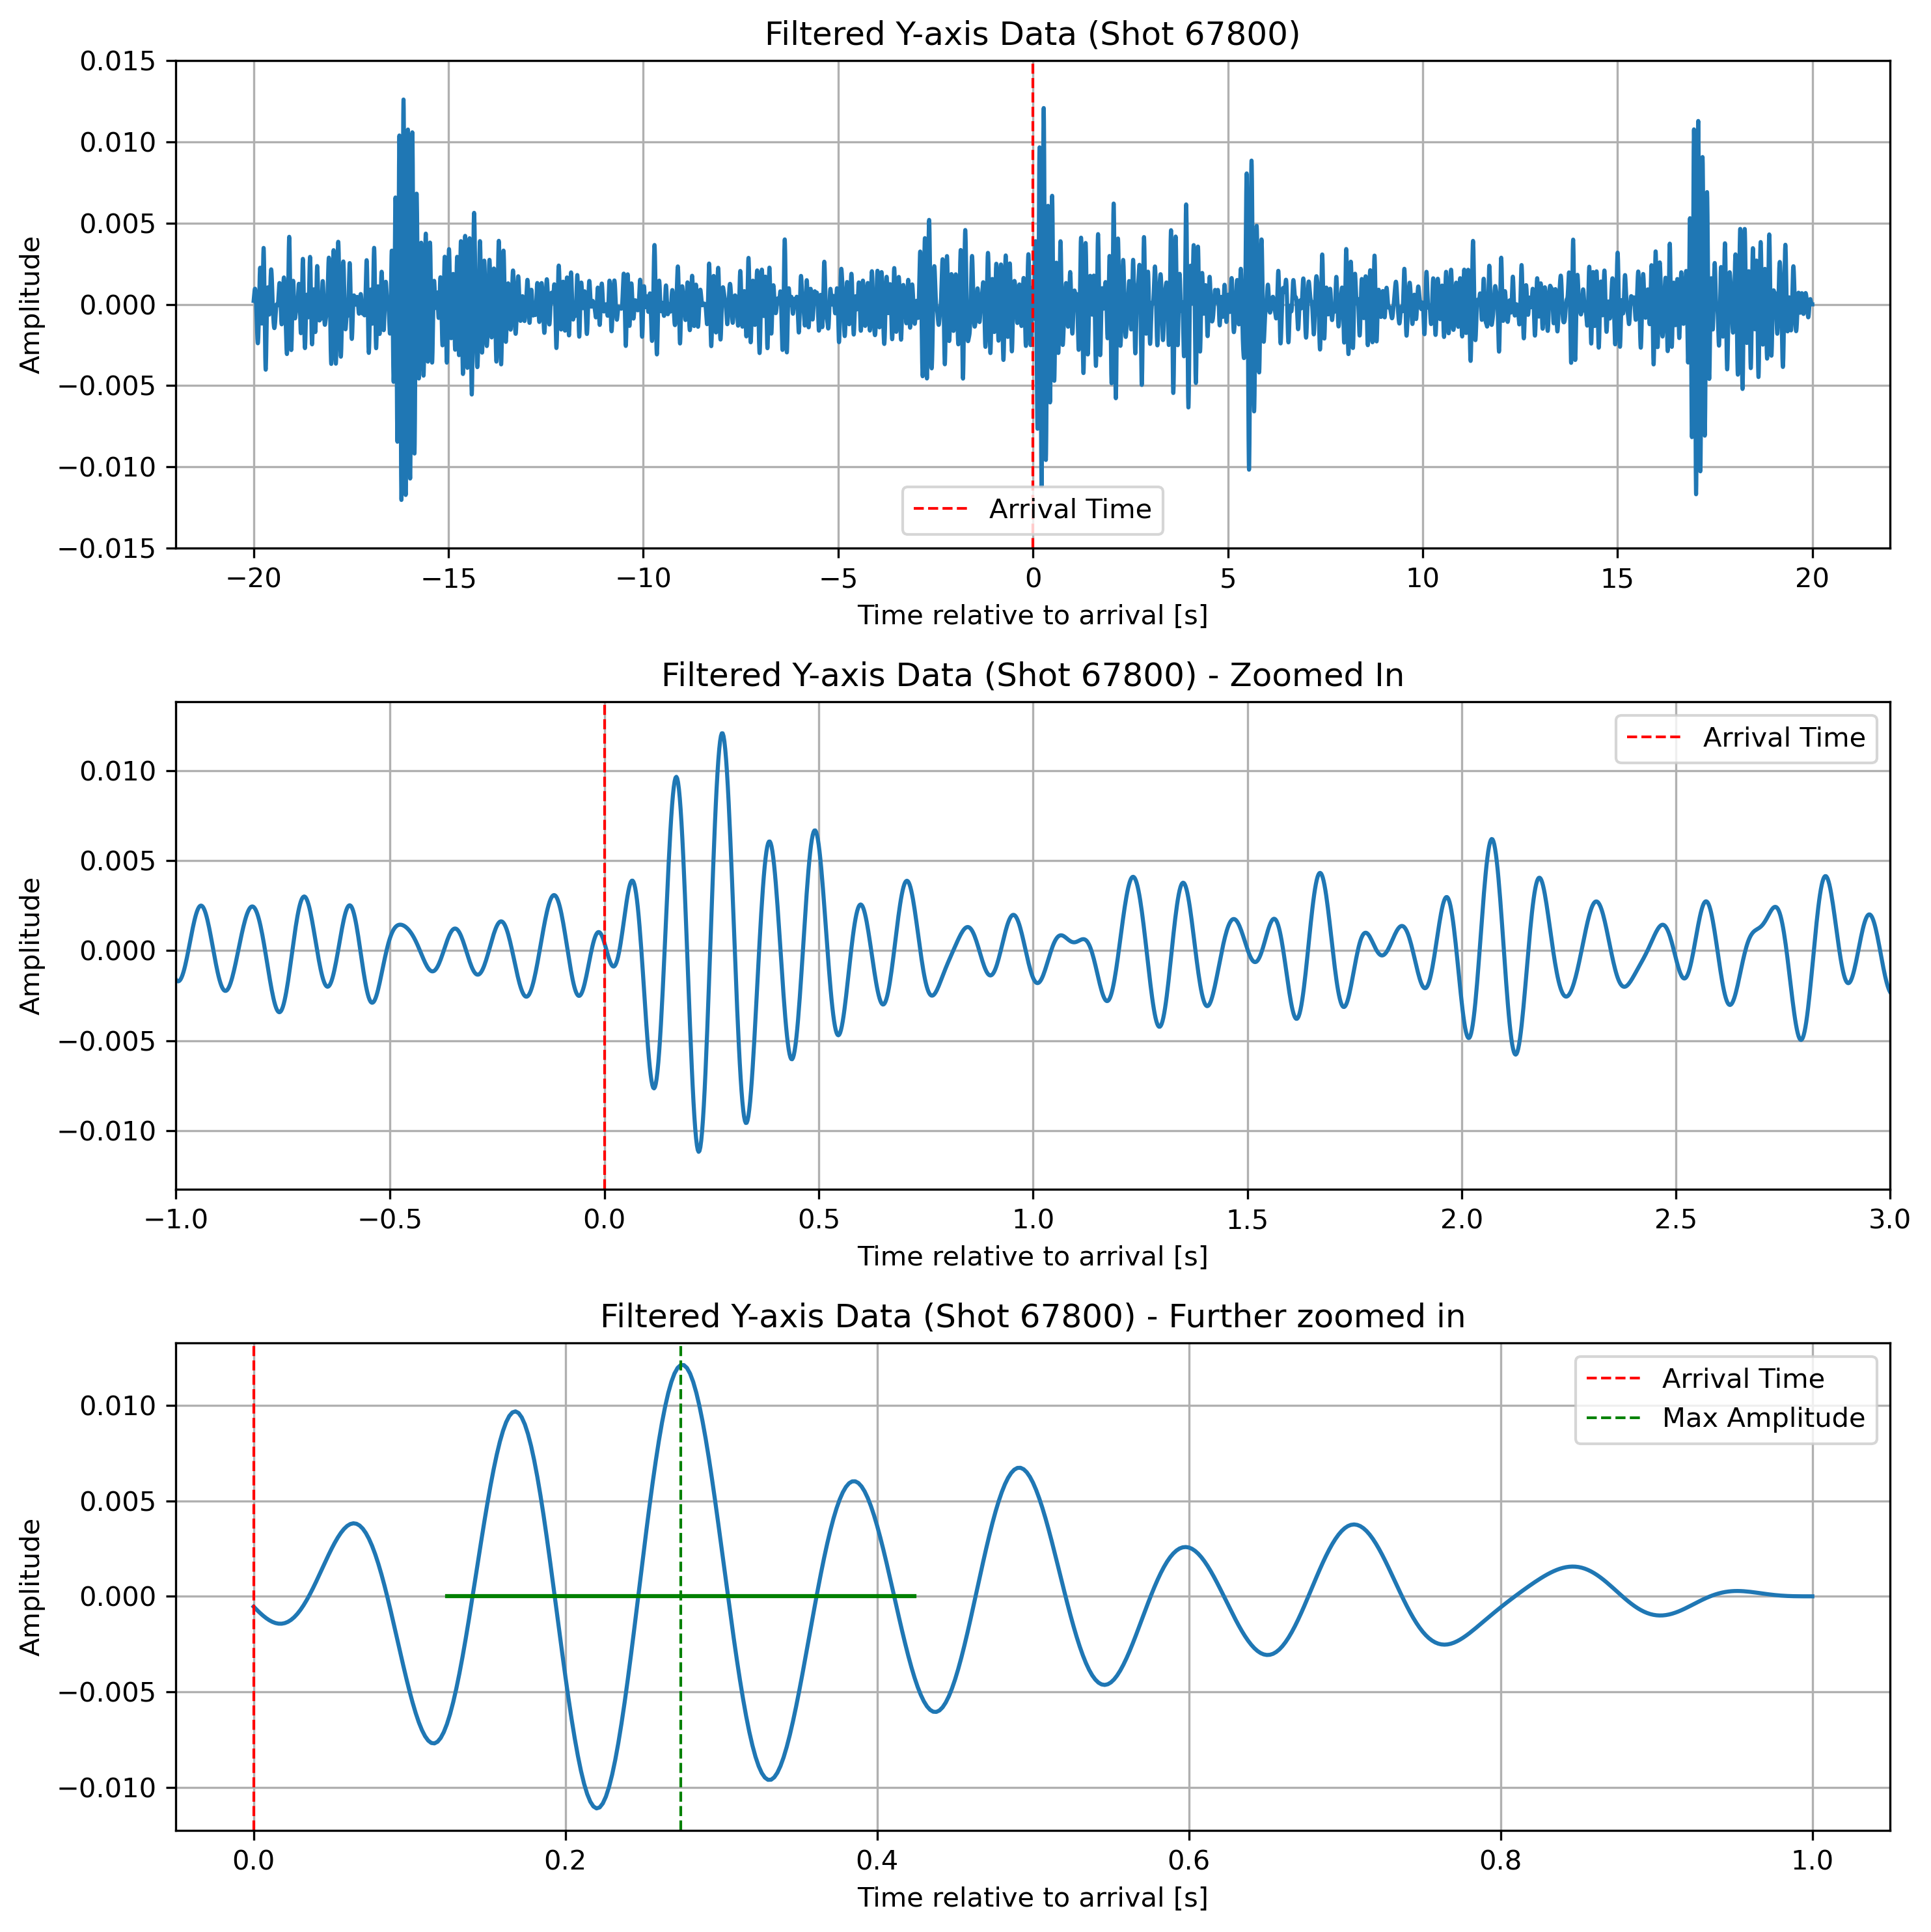 Filtered Y-axis Data (Shot 67800)
0.015
0.010
0.005
0.000
−0.005
−0.010
−0.015
Amplitude
Arrival Time
−20 −15 −10 −5 0 5 10 15 20
Time relative to arrival [s]
Filtered Y-axis Data (Shot 67800) - Zoomed In
Arrival Time
0.010
0.005
0.000
−0.005
−0.010
Amplitude
−1.0 −0.5 0.0 0.5 1.0 1.5 2.0 2.5 3.0
Time relative to arrival [s]
Filtered Y-axis Data (Shot 67800) - Further zoomed in
Arrival Time
Max Amplitude
0.010
0.005
0.000
−0.005
−0.010
Amplitude
0.0 0.2 0.4 0.6 0.8 1.0
Time relative to arrival [s]